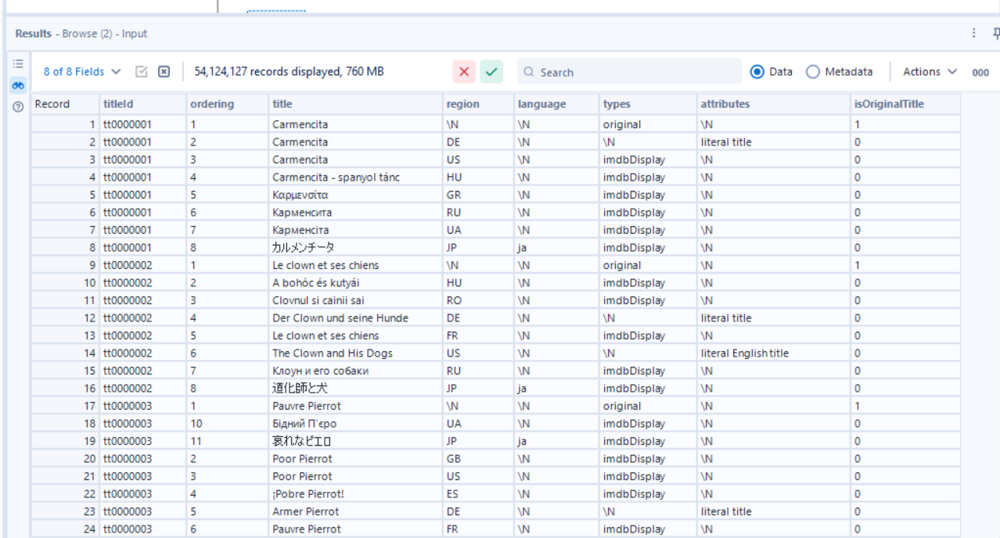 Results - Browse (2) - Input
8 of 8 Fields 54,124,127 records displayed, 760 MB Search Data Metadata Actions 000
Record titleId ordering title region language types attributes isOriginalTitle
1 tt0000001 1 Carmencita \N \N original \N 1
2 tt0000001 2 Carmencita DE \N \N literal title 0
3 tt0000001 3 Carmencita US \N imdbDisplay \N 0
4 tt0000001 4 Carmencita - spanyol tánc HU \N imdbDisplay \N 0
5 tt0000001 5 Καρμενσίτα GR \N imdbDisplay \N 0
6 tt0000001 6 Карменсита RU \N imdbDisplay \N 0
7 tt0000001 7 Карменсіта UA \N imdbDisplay \N 0
8 tt0000001 8 カルメンチータ JP ja imdbDisplay \N 0
9 tt0000002 1 Le clown et ses chiens \N \N original \N 1
10 tt0000002 2 A bohóc és kutyái HU \N imdbDisplay \N 0
11 tt0000002 3 Clovnul si cainii sai RO \N imdbDisplay \N 0
12 tt0000002 4 Der Clown und seine Hunde DE \N \N literal title 0
13 tt0000002 5 Le clown et ses chiens FR \N imdbDisplay \N 0
14 tt0000002 6 The Clown and His Dogs US \N \N literal English title 0
15 tt0000002 7 Клоун и его собаки RU \N imdbDisplay \N 0
16 tt0000002 8 道化師と犬 JP ja imdbDisplay \N 0
17 tt0000003 1 Pauvre Pierrot \N \N original \N 1
18 tt0000003 10 Бідний П'єро UA \N imdbDisplay \N 0
19 tt0000003 11 哀れなピエロ JP ja imdbDisplay \N 0
20 tt0000003 2 Poor Pierrot GB \N imdbDisplay \N 0
21 tt0000003 3 Poor Pierrot US \N imdbDisplay \N 0
22 tt0000003 4 ¡Pobre Pierrot! ES \N imdbDisplay \N 0
23 tt0000003 5 Armer Pierrot DE \N \N literal title 0
24 tt0000003 6 Pauvre Pierrot FR \N imdbDisplay \N 0